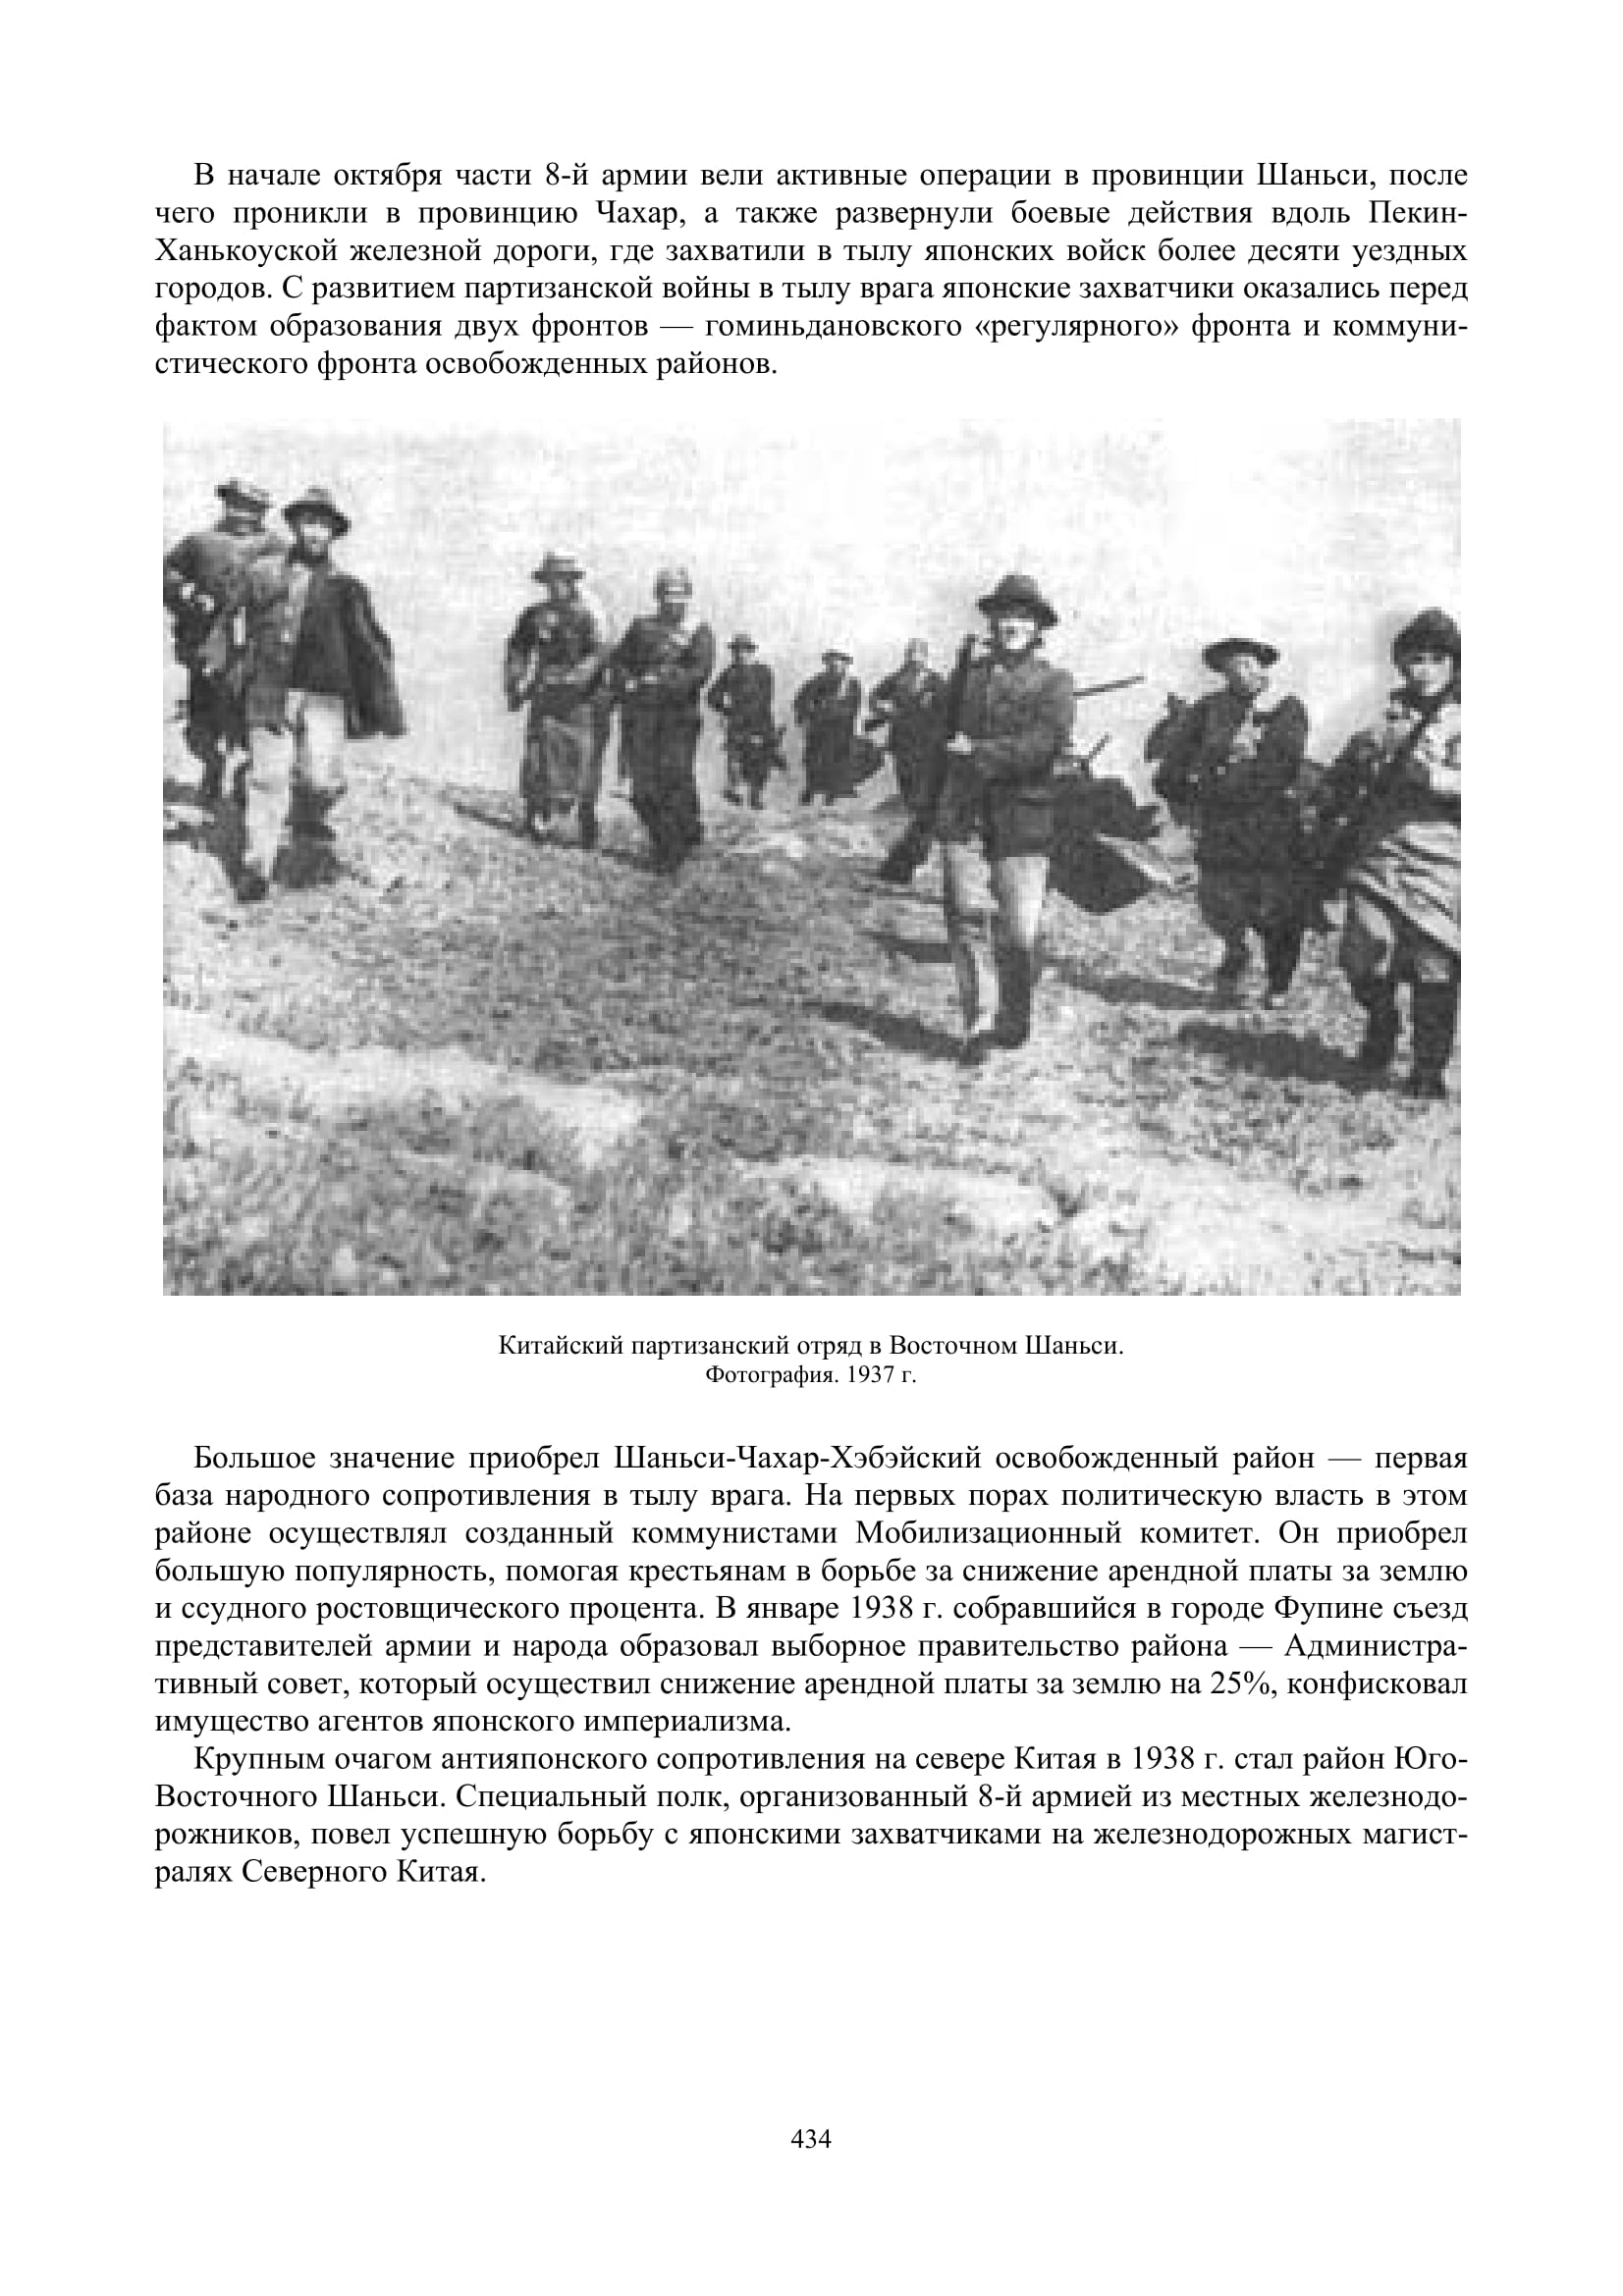 В начале октября части 8-й армии вели активные операции в провинции Шаньси, после
чего проникли в провинцию Чахар, а также развернули боевые действия вдоль Пекин-
Ханькоуской железной дороги, где захватили в тылу японских войск более десяти уездных
городов. С развитием партизанской войны в тылу врага японские захватчики оказались перед
фактом образования двух фронтов — гоминьдановского «регулярного» фронта и коммуни-
стического фронта освобожденных районов.
Китайский партизанский отряд в Восточном Шаньси.
Фотография. 1937 г.
Большое значение приобрел Шаньси-Чахар-Хэбэйский освобожденный район — первая
база народного сопротивления в тылу врага. На первых порах политическую власть в этом
районе осуществлял созданный коммунистами Мобилизационный комитет. Он приобрел
большую популярность, помогая крестьянам в борьбе за снижение арендной платы за землю
и ссудного ростовщического процента. В январе 1938 г. собравшийся в городе Фупине съезд
представителей армии и народа образовал выборное правительство района — Администра-
тивный совет, который осуществил снижение арендной платы за землю на 25%, конфисковал
имущество агентов японского империализма.
Крупным очагом антияпонского сопротивления на севере Китая в 1938 г. стал район Юго-
Восточного Шаньси. Специальный полк, организованный 8-й армией из местных железнодо-
рожников, повел успешную борьбу с японскими захватчиками на железнодорожных магист-
ралях Северного Китая.
434